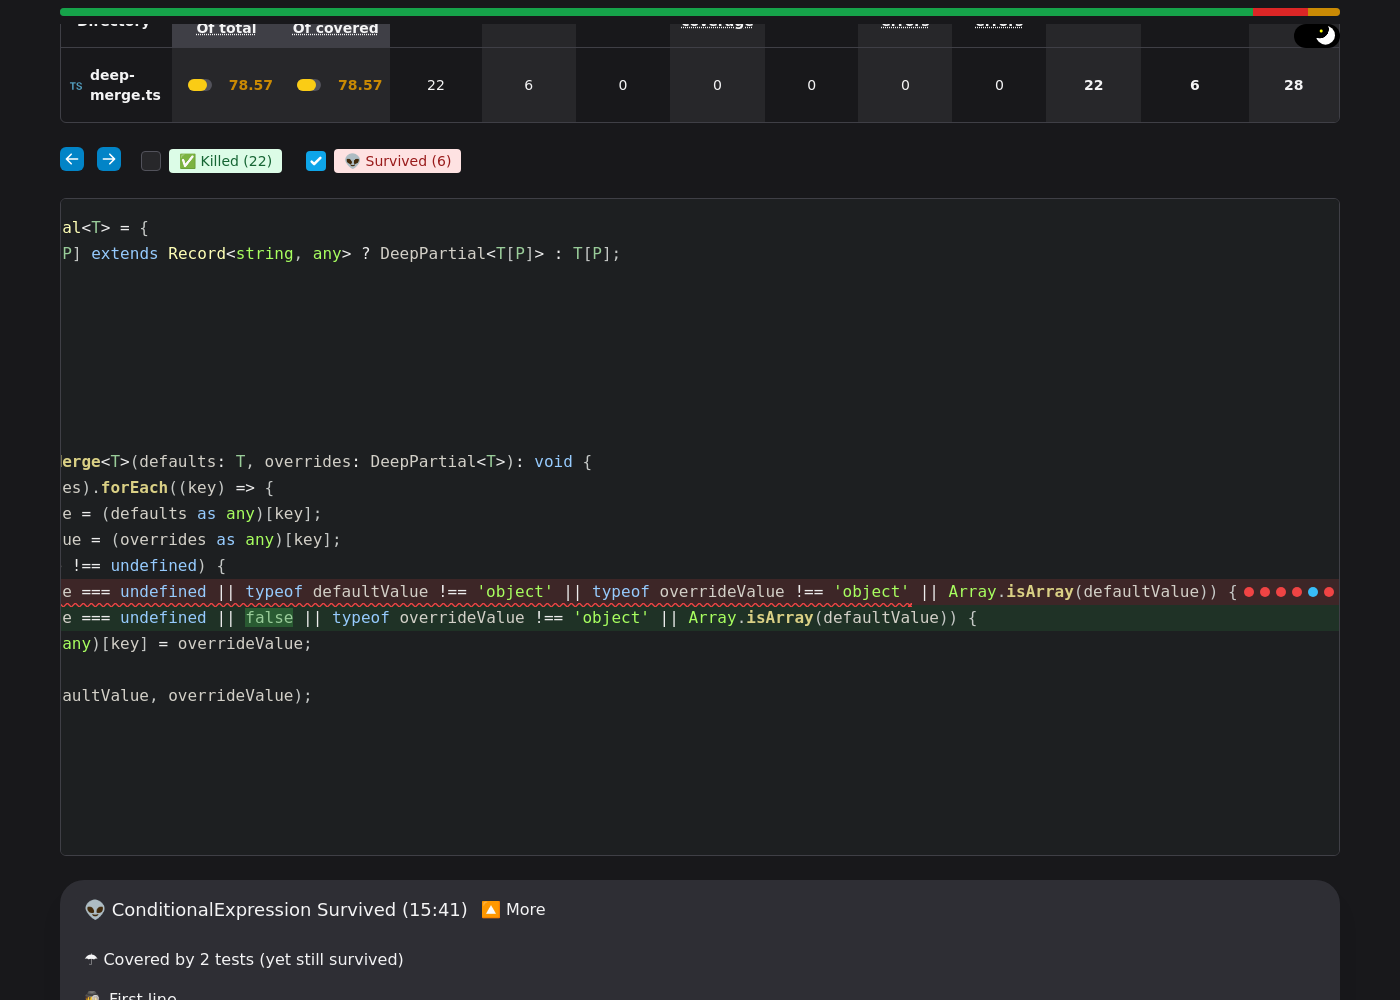 Directory Of total Of covered coverage errors errors
TS deep-merge.ts 78.57 78.57 22 6 0 0 0 0 0 22 6 28
✅ Killed (22) 👽 Survived (6)
al<T> = {
P] extends Record<string, any> ? DeepPartial<T[P]> : T[P];
erge<T>(defaults: T, overrides: DeepPartial<T>): void {
es).forEach((key) => {
e = (defaults as any)[key];
ue = (overrides as any)[key];
!== undefined) {
e === undefined || typeof defaultValue !== 'object' || typeof overrideValue !== 'object' || Array.isArray(defaultValue)) {
e === undefined || false || typeof overrideValue !== 'object' || Array.isArray(defaultValue)) {
any)[key] = overrideValue;
aultValue, overrideValue);
👽 ConditionalExpression Survived (15:41) 🔼 More
☂ Covered by 2 tests (yet still survived)
First line